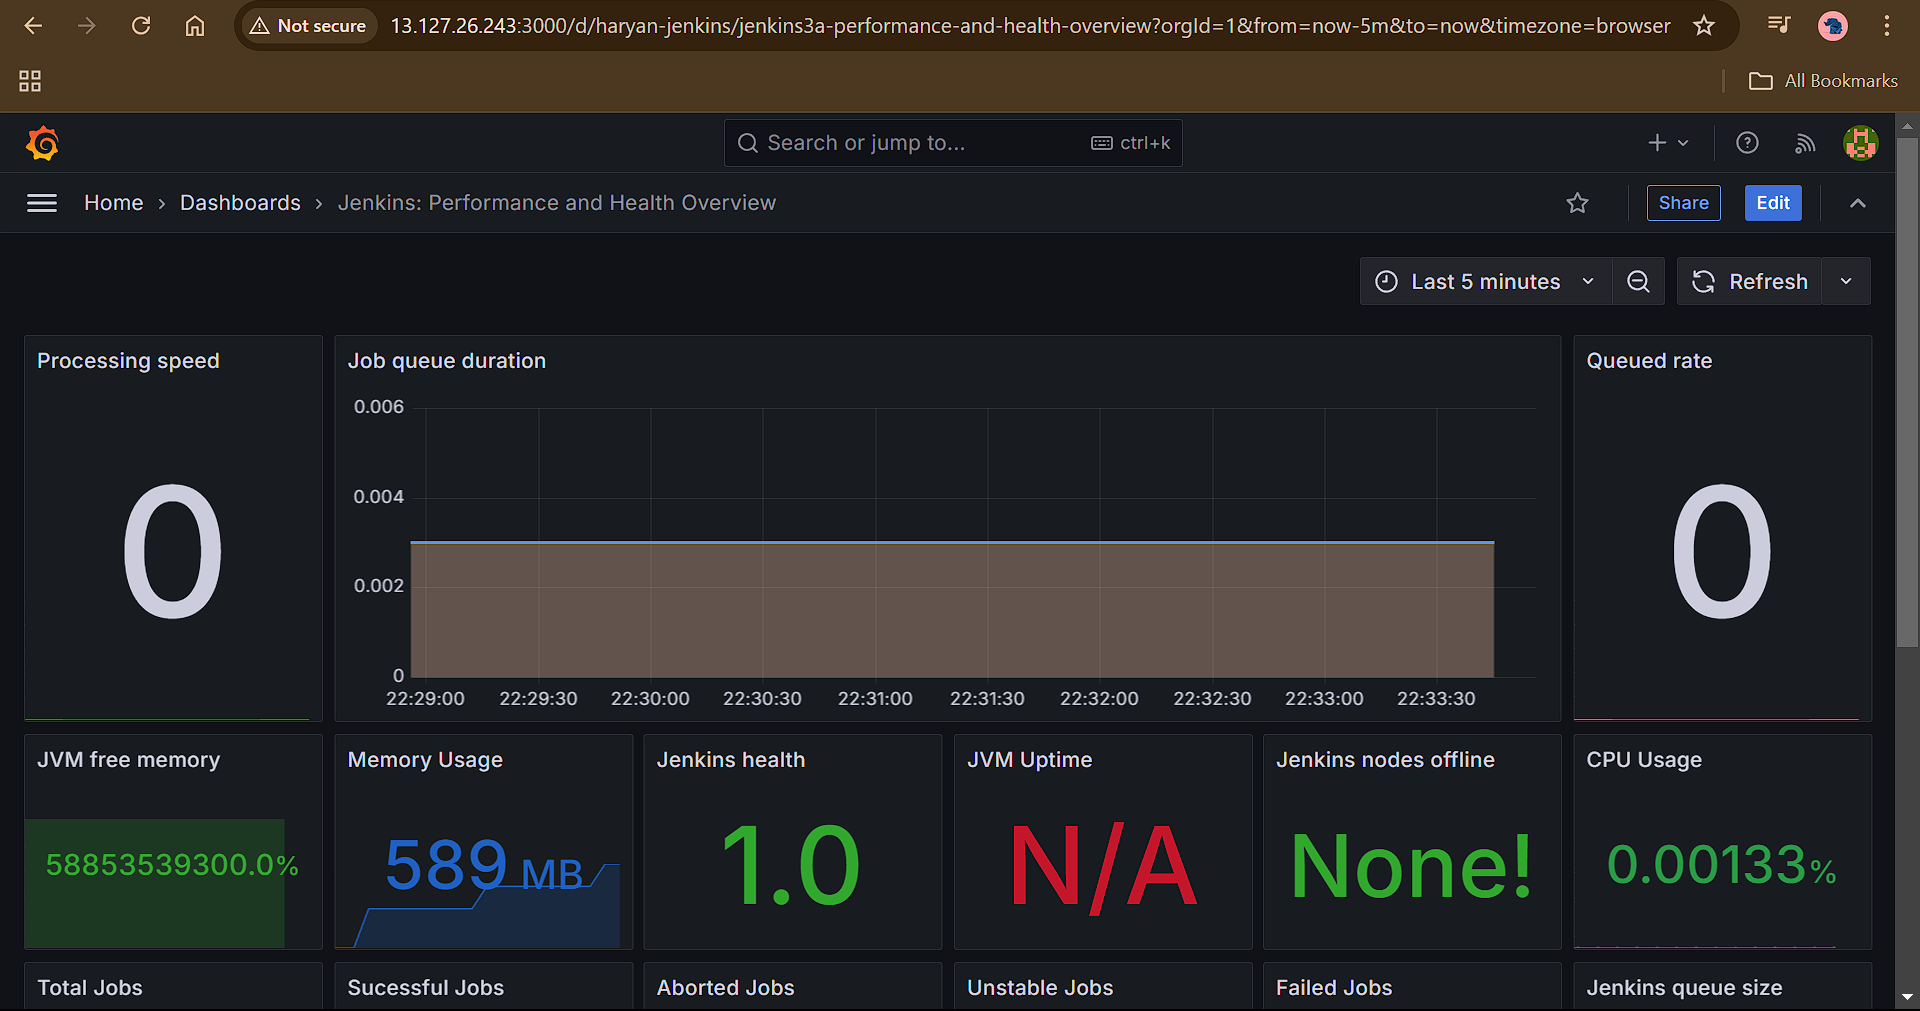 Not secure 13.127.26.243:3000/d/haryan-jenkins/jenkins3a-performance-and-health-overview?orgId=1&from=now-5m&to=now&timezone=browser
All Bookmarks
Search or jump to... ctrl+k
Home › Dashboards › Jenkins: Performance and Health Overview Share Edit
Last 5 minutes Refresh
Processing speed
0
Job queue duration
0.006
0.004
0.002
0
22:29:00 22:29:30 22:30:00 22:30:30 22:31:00 22:31:30 22:32:00 22:32:30 22:33:00 22:33:30
Queued rate
0
JVM free memory
58853539300.0%
Memory Usage
589 MB
Jenkins health
1.0
JVM Uptime
N/A
Jenkins nodes offline
None!
CPU Usage
0.00133%
Total Jobs
Sucessful Jobs
Aborted Jobs
Unstable Jobs
Failed Jobs
Jenkins queue size